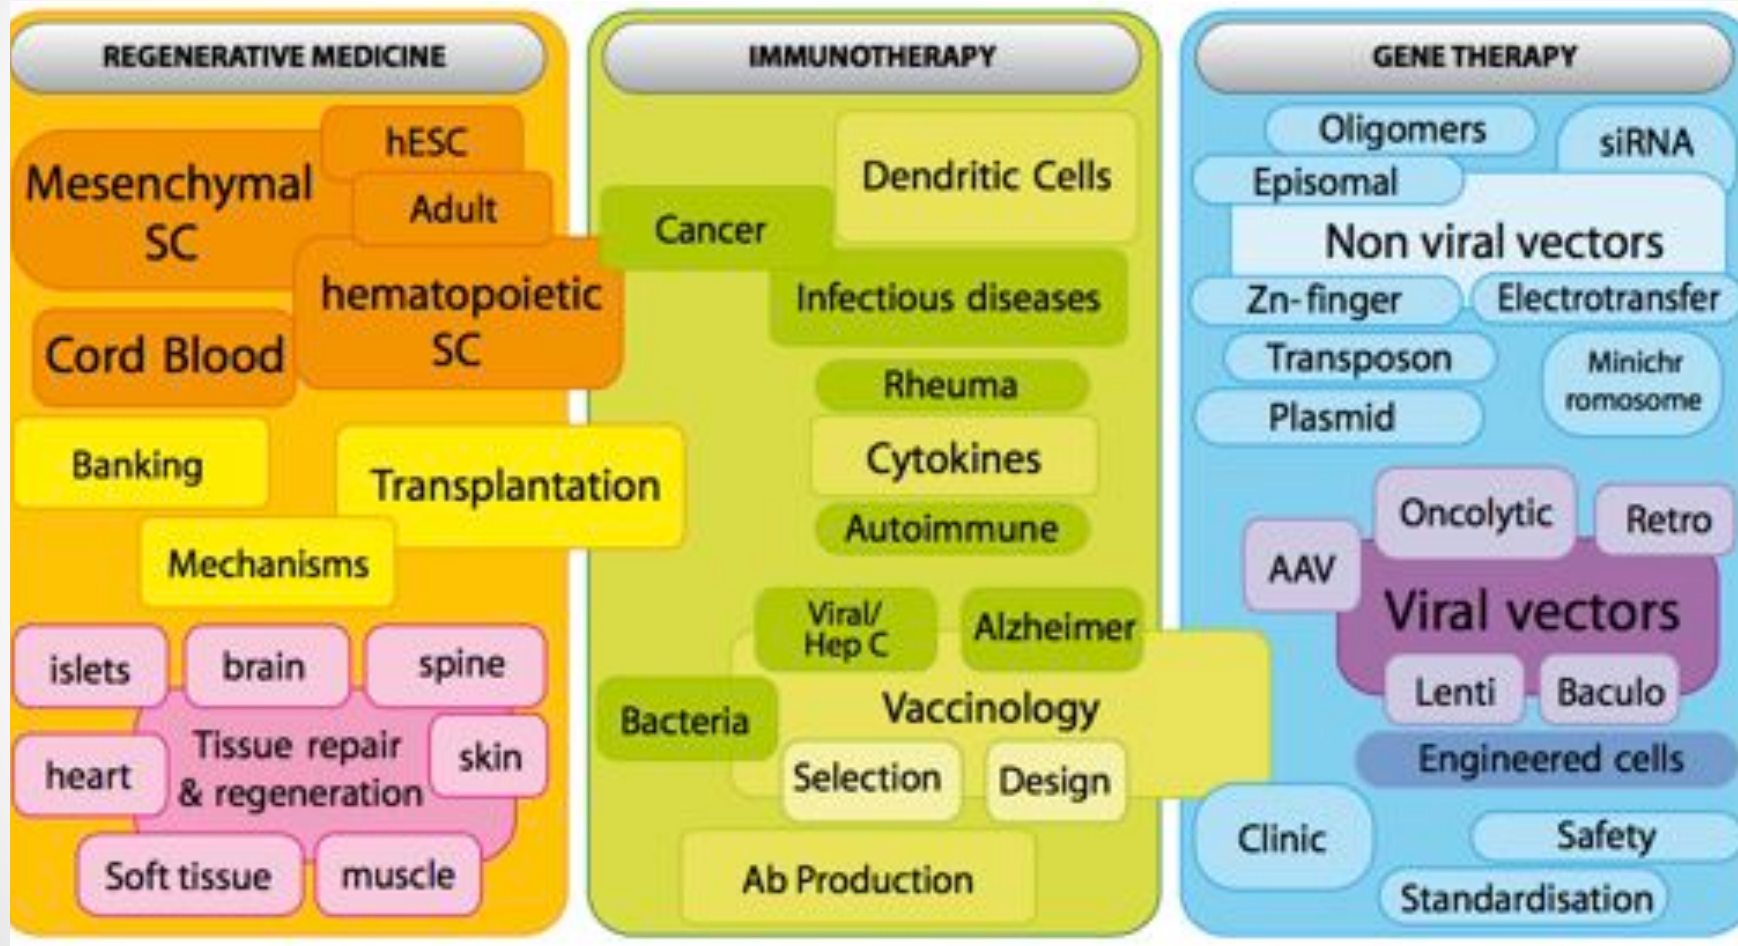 REGENERATIVE MEDICINE
hESC
Mesenchymal
SC
Adult
hematopoietic
SC
Cord Blood
Banking
Transplantation
Mechanisms
islets
brain
spine
heart
Tissue repair
& regeneration
skin
Soft tissue
muscle
IMMUNOTHERAPY
Dendritic Cells
Cancer
Infectious diseases
Rheuma
Cytokines
Autoimmune
Viral/
Hep C
Alzheimer
Bacteria
Vaccinology
Selection
Design
Ab Production
GENE THERAPY
Oligomers
siRNA
Episomal
Non viral vectors
Zn-finger
Electrotransfer
Transposon
Minichr
romosome
Plasmid
Oncolytic
Retro
AAV
Viral vectors
Lenti
Baculo
Engineered cells
Clinic
Safety
Standardisation